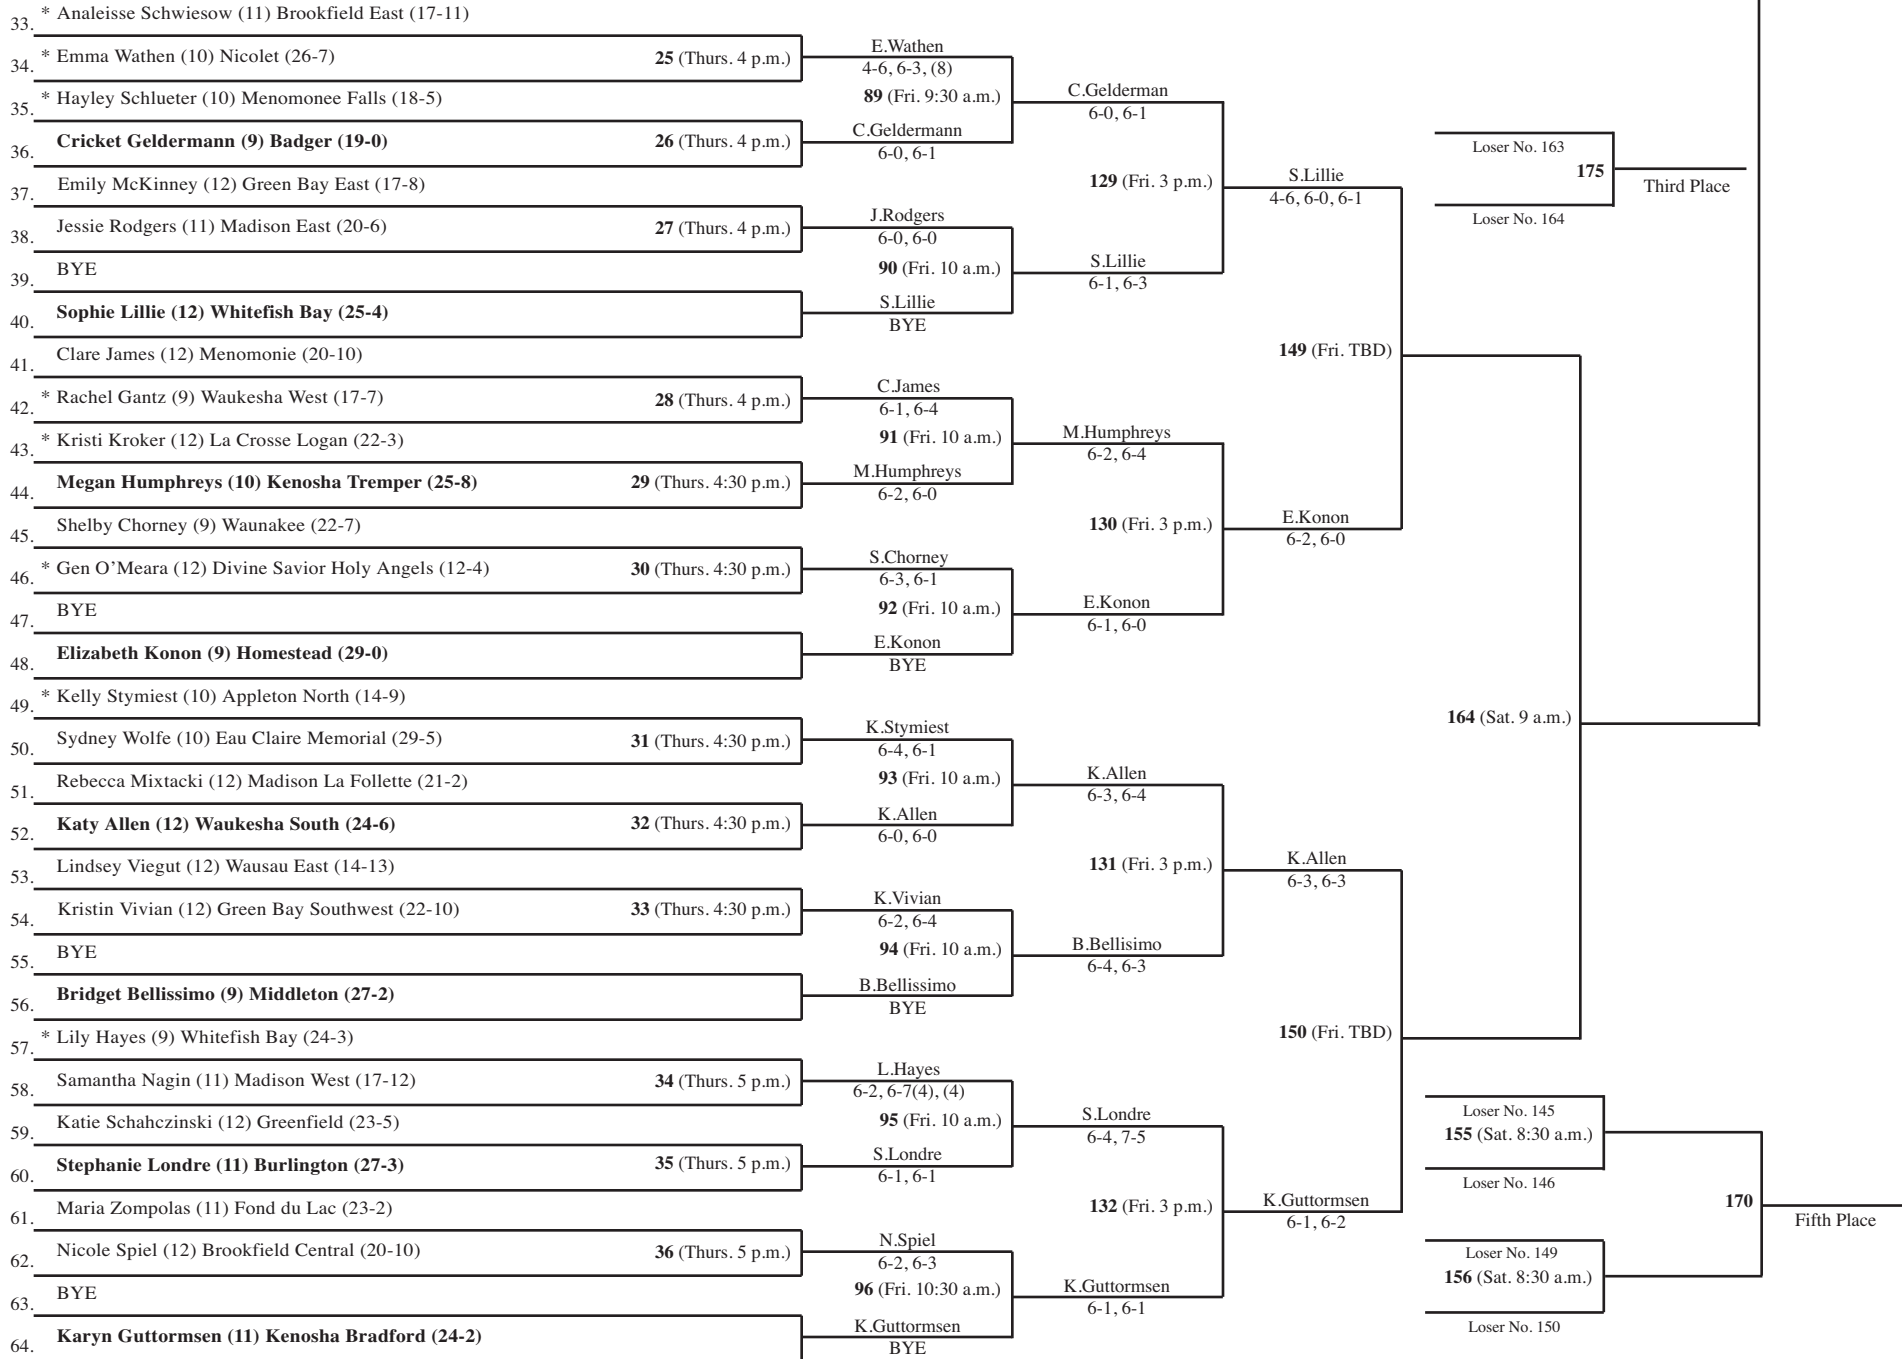 33. * Analeisse Schwiesow (11) Brookfield East (17-11)
34. * Emma Wathen (10) Nicolet (26-7)
25 (Thurs. 4 p.m.)
35. * Hayley Schlueter (10) Menomonee Falls (18-5)
36. Cricket Geldermann (9) Badger (19-0)
26 (Thurs. 4 p.m.)
37. Emily McKinney (12) Green Bay East (17-8)
38. Jessie Rodgers (11) Madison East (20-6)
27 (Thurs. 4 p.m.)
39. BYE
40. Sophie Lillie (12) Whitefish Bay (25-4)
41. Clare James (12) Menomonie (20-10)
42. * Rachel Gantz (9) Waukesha West (17-7)
28 (Thurs. 4 p.m.)
43. * Kristi Kroker (12) La Crosse Logan (22-3)
44. Megan Humphreys (10) Kenosha Tremper (25-8)
29 (Thurs. 4:30 p.m.)
45. Shelby Chorney (9) Waunakee (22-7)
46. * Gen O’Meara (12) Divine Savior Holy Angels (12-4)
30 (Thurs. 4:30 p.m.)
47. BYE
48. Elizabeth Konon (9) Homestead (29-0)
49. * Kelly Stymiest (10) Appleton North (14-9)
50. Sydney Wolfe (10) Eau Claire Memorial (29-5)
31 (Thurs. 4:30 p.m.)
51. Rebecca Mixtacki (12) Madison La Follette (21-2)
52. Katy Allen (12) Waukesha South (24-6)
32 (Thurs. 4:30 p.m.)
53. Lindsey Viegut (12) Wausau East (14-13)
54. Kristin Vivian (12) Green Bay Southwest (22-10)
33 (Thurs. 4:30 p.m.)
55. BYE
56. Bridget Bellissimo (9) Middleton (27-2)
57. * Lily Hayes (9) Whitefish Bay (24-3)
58. Samantha Nagin (11) Madison West (17-12)
34 (Thurs. 5 p.m.)
59. Katie Schahczinski (12) Greenfield (23-5)
60. Stephanie Londre (11) Burlington (27-3)
35 (Thurs. 5 p.m.)
61. Maria Zompolas (11) Fond du Lac (23-2)
62. Nicole Spiel (12) Brookfield Central (20-10)
36 (Thurs. 5 p.m.)
63. BYE
64. Karyn Guttormsen (11) Kenosha Bradford (24-2)
E.Wathen
4-6, 6-3, (8)
89 (Fri. 9:30 a.m.)
C.Geldermann
6-0, 6-1
J.Rodgers
6-0, 6-0
90 (Fri. 10 a.m.)
S.Lillie
BYE
C.James
6-1, 6-4
91 (Fri. 10 a.m.)
M.Humphreys
6-2, 6-0
S.Chorney
6-3, 6-1
92 (Fri. 10 a.m.)
E.Konon
BYE
K.Stymiest
6-4, 6-1
93 (Fri. 10 a.m.)
K.Allen
6-0, 6-0
K.Vivian
6-2, 6-4
94 (Fri. 10 a.m.)
B.Bellissimo
BYE
L.Hayes
6-2, 6-7(4), (4)
95 (Fri. 10 a.m.)
S.Londre
6-1, 6-1
N.Spiel
6-2, 6-3
96 (Fri. 10:30 a.m.)
K.Guttormsen
BYE
C.Gelderman
6-0, 6-1
129 (Fri. 3 p.m.)
S.Lillie
6-1, 6-3
M.Humphreys
6-2, 6-4
130 (Fri. 3 p.m.)
E.Konon
6-1, 6-0
K.Allen
6-3, 6-4
131 (Fri. 3 p.m.)
B.Bellisimo
6-4, 6-3
S.Londre
6-4, 7-5
132 (Fri. 3 p.m.)
K.Guttormsen
6-1, 6-1
S.Lillie
4-6, 6-0, 6-1
149 (Fri. TBD)
E.Konon
6-2, 6-0
K.Allen
6-3, 6-3
150 (Fri. TBD)
K.Guttormsen
6-1, 6-2
164 (Sat. 9 a.m.)
Loser No. 163
175
Third Place
Loser No. 164
Loser No. 145
155 (Sat. 8:30 a.m.)
Loser No. 146
170
Fifth Place
Loser No. 149
156 (Sat. 8:30 a.m.)
Loser No. 150